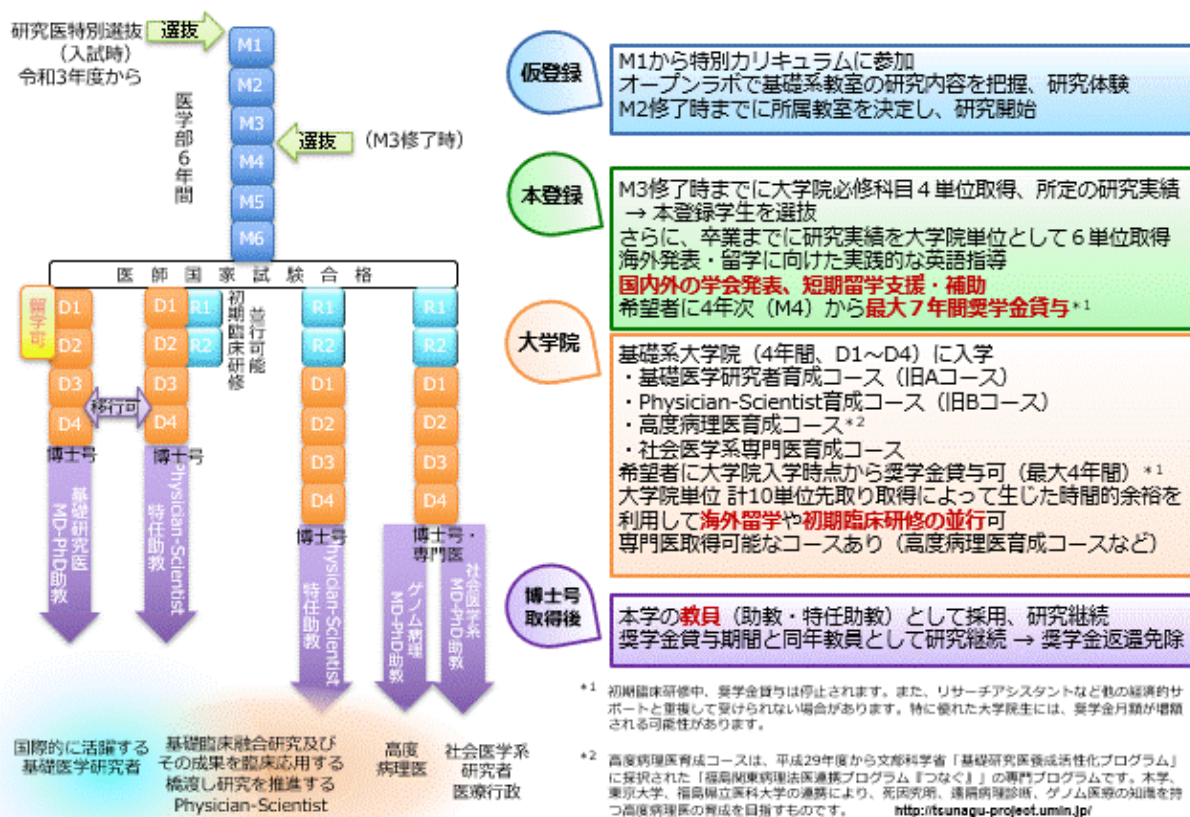 研究医特別選抜
（入試時）
令和3年度から
選抜
M1
M2
M3
M4
M5
M6
医学部6年間
選抜
（M3修了時）
医師国家試験合格
留学可
D1
D2
D3
D4
移行可
D1
D2
D3
D4
R1
R2
初期臨床研修
並行可能
R1
R2
D1
D2
D3
D4
R1
R2
D1
D2
D3
D4
博士号
博士号
博士号
博士号・
専門医
基礎研究医
MD-PhD助教
Physician-Scientist
特任助教
Physician-Scientist
特任助教
ゲノム病理
MD-PhD助教
社会医学系
MD-PhD助教
国際的に活躍する
基礎医学研究者
基礎臨床融合研究及び
その成果を臨床応用する
橋渡し研究を推進する
Physician-Scientist
高度
病理医
社会医学系
研究者
医療行政
仮登録
M1から特別カリキュラムに参加
オープンラボで基礎系教室の研究内容を把握、研究体験
M2修了時までに所属教室を決定し、研究開始
本登録
M3修了時までに大学院必修科目４単位取得、所定の研究実績
→ 本登録学生を選抜
さらに、卒業までに研究実績を大学院単位として６単位取得
海外発表・留学に向けた実践的な英語指導
国内外の学会発表、短期留学支援・補助
希望者に4年次（M4）から最大７年間奨学金貸与*1
大学院
基礎系大学院（4年間、D1～D4）に入学
・基礎医学研究者育成コース（旧Aコース）
・Physician-Scientist育成コース（旧Bコース）
・高度病理医育成コース*2
・社会医学系専門医育成コース
希望者に大学院入学時点から奨学金貸与可（最大4年間）*1
大学院単位 計10単位先取り取得によって生じた時間的余裕を
利用して海外留学や初期臨床研修の並行可
専門医取得可能なコースあり（高度病理医育成コースなど）
博士号
取得後
本学の教員（助教・特任助教）として採用、研究継続
奨学金貸与期間と同年教員として研究継続 → 奨学金返還免除
*1 初期臨床研修中、奨学金貸与は停止されます。また、リサーチアシスタントなど他の経済的サ
ポートと重複して受けられない場合があります。特に優れた大学院生には、奨学金月額が増額
される可能性があります。
*2 高度病理医育成コースは、平成29年度から文部科学省「基礎研究医養成活性化プログラム」
に採択された「福島関東病理法医連携プログラム『つなぐ』」の専門プログラムです。本学、
東京大学、福島県立医科大学の連携により、死因究明、遠隔病理診断、ゲノム医療の知識を持
つ高度病理医の育成を目指すものです。 http://tsunagu-project.umin.jp/